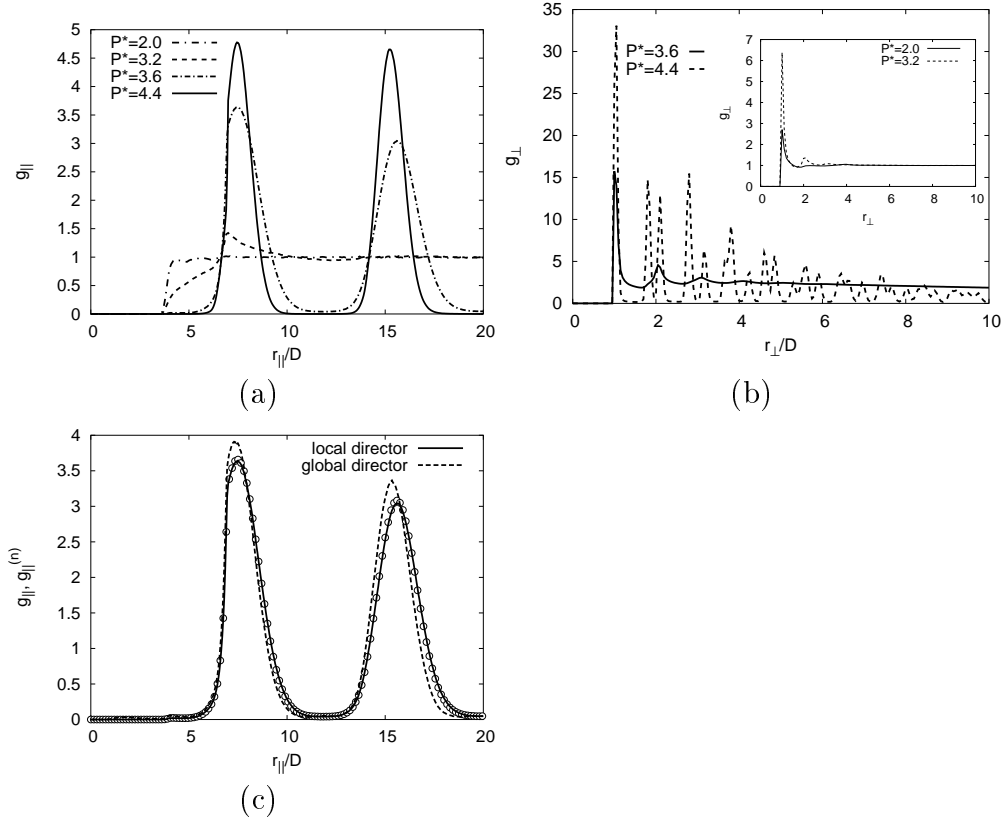 5
4.5
4
3.5
3
2.5
2
1.5
1
0.5
0
0 5 10 15 20
g||
r||/D
P*=2.0
P*=3.2
P*=3.6
P*=4.4
(a)
35
30
25
20
15
10
5
0
0 2 4 6 8 10
g⊥
r⊥/D
P*=3.6
P*=4.4
7
6
5
4
3
2
1
0
0 2 4 6 8 10
g⊥
r⊥
P*=2.0
P*=3.2
(b)
4
3.5
3
2.5
2
1.5
1
0.5
0
0 5 10 15 20
g||, g||(n)
r||/D
local director
global director
(c)